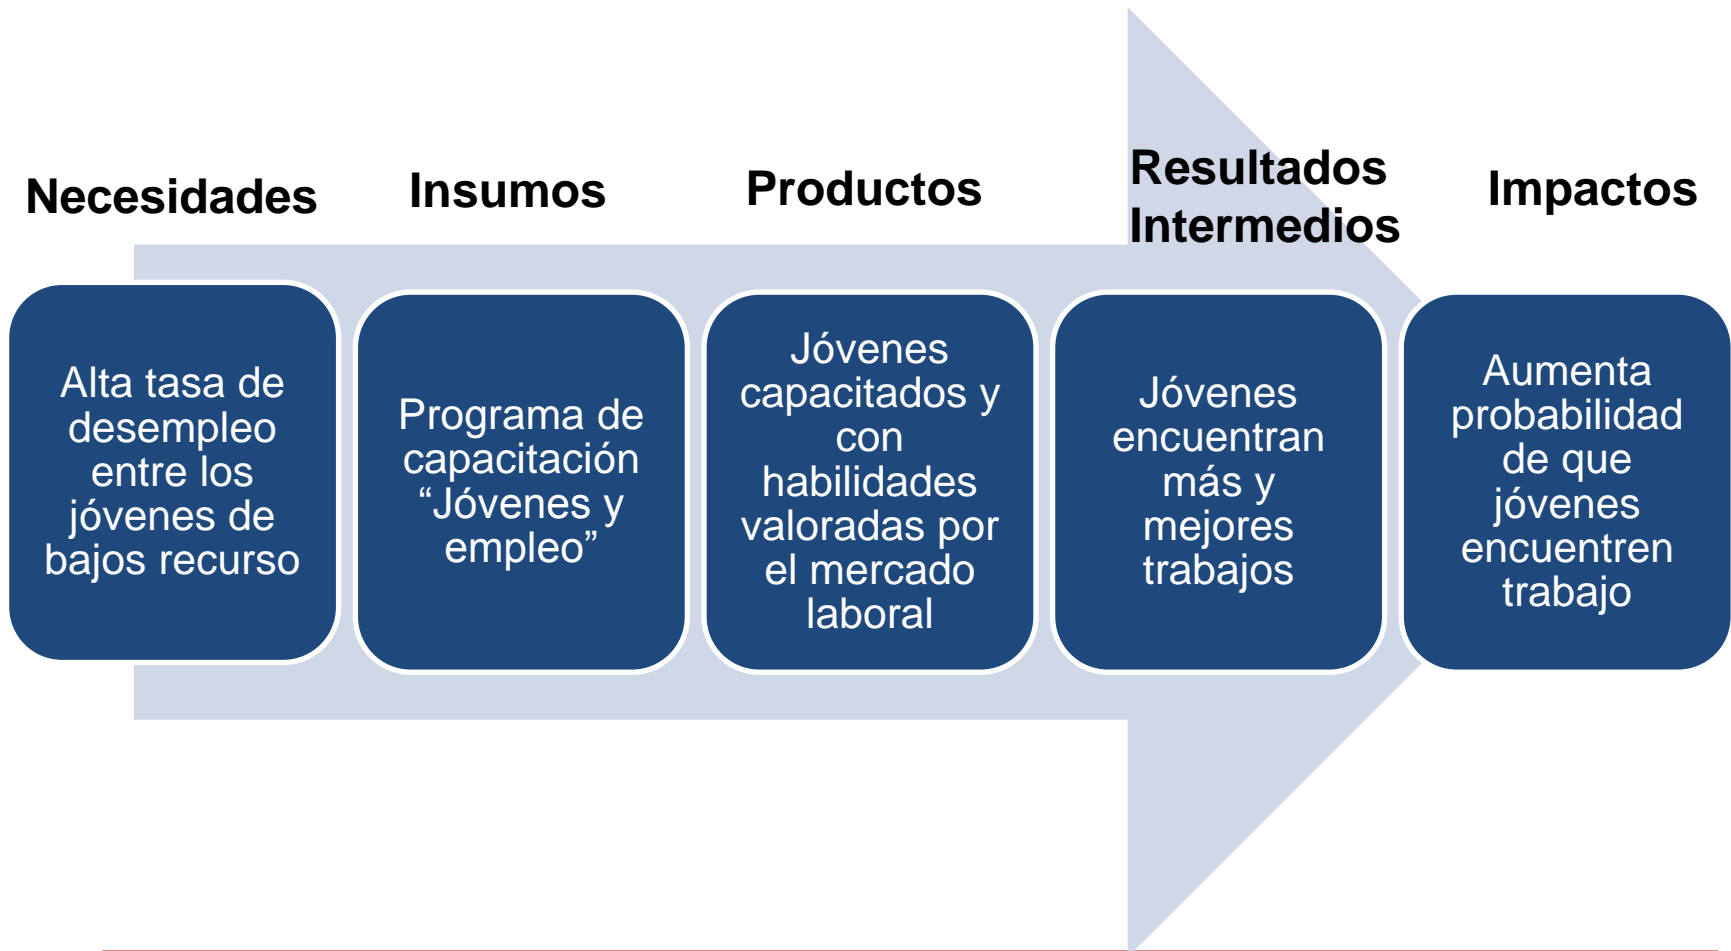 Necesidades
Insumos
Productos
Resultados
Intermedios
Impactos
Alta tasa de
desempleo
entre los
jóvenes de
bajos recurso
Programa de
capacitación
“Jóvenes y
empleo”
Jóvenes
capacitados y
con
habilidades
valoradas por
el mercado
laboral
Jóvenes
encuentran
más y
mejores
trabajos
Aumenta
probabilidad
de que
jóvenes
encuentren
trabajo